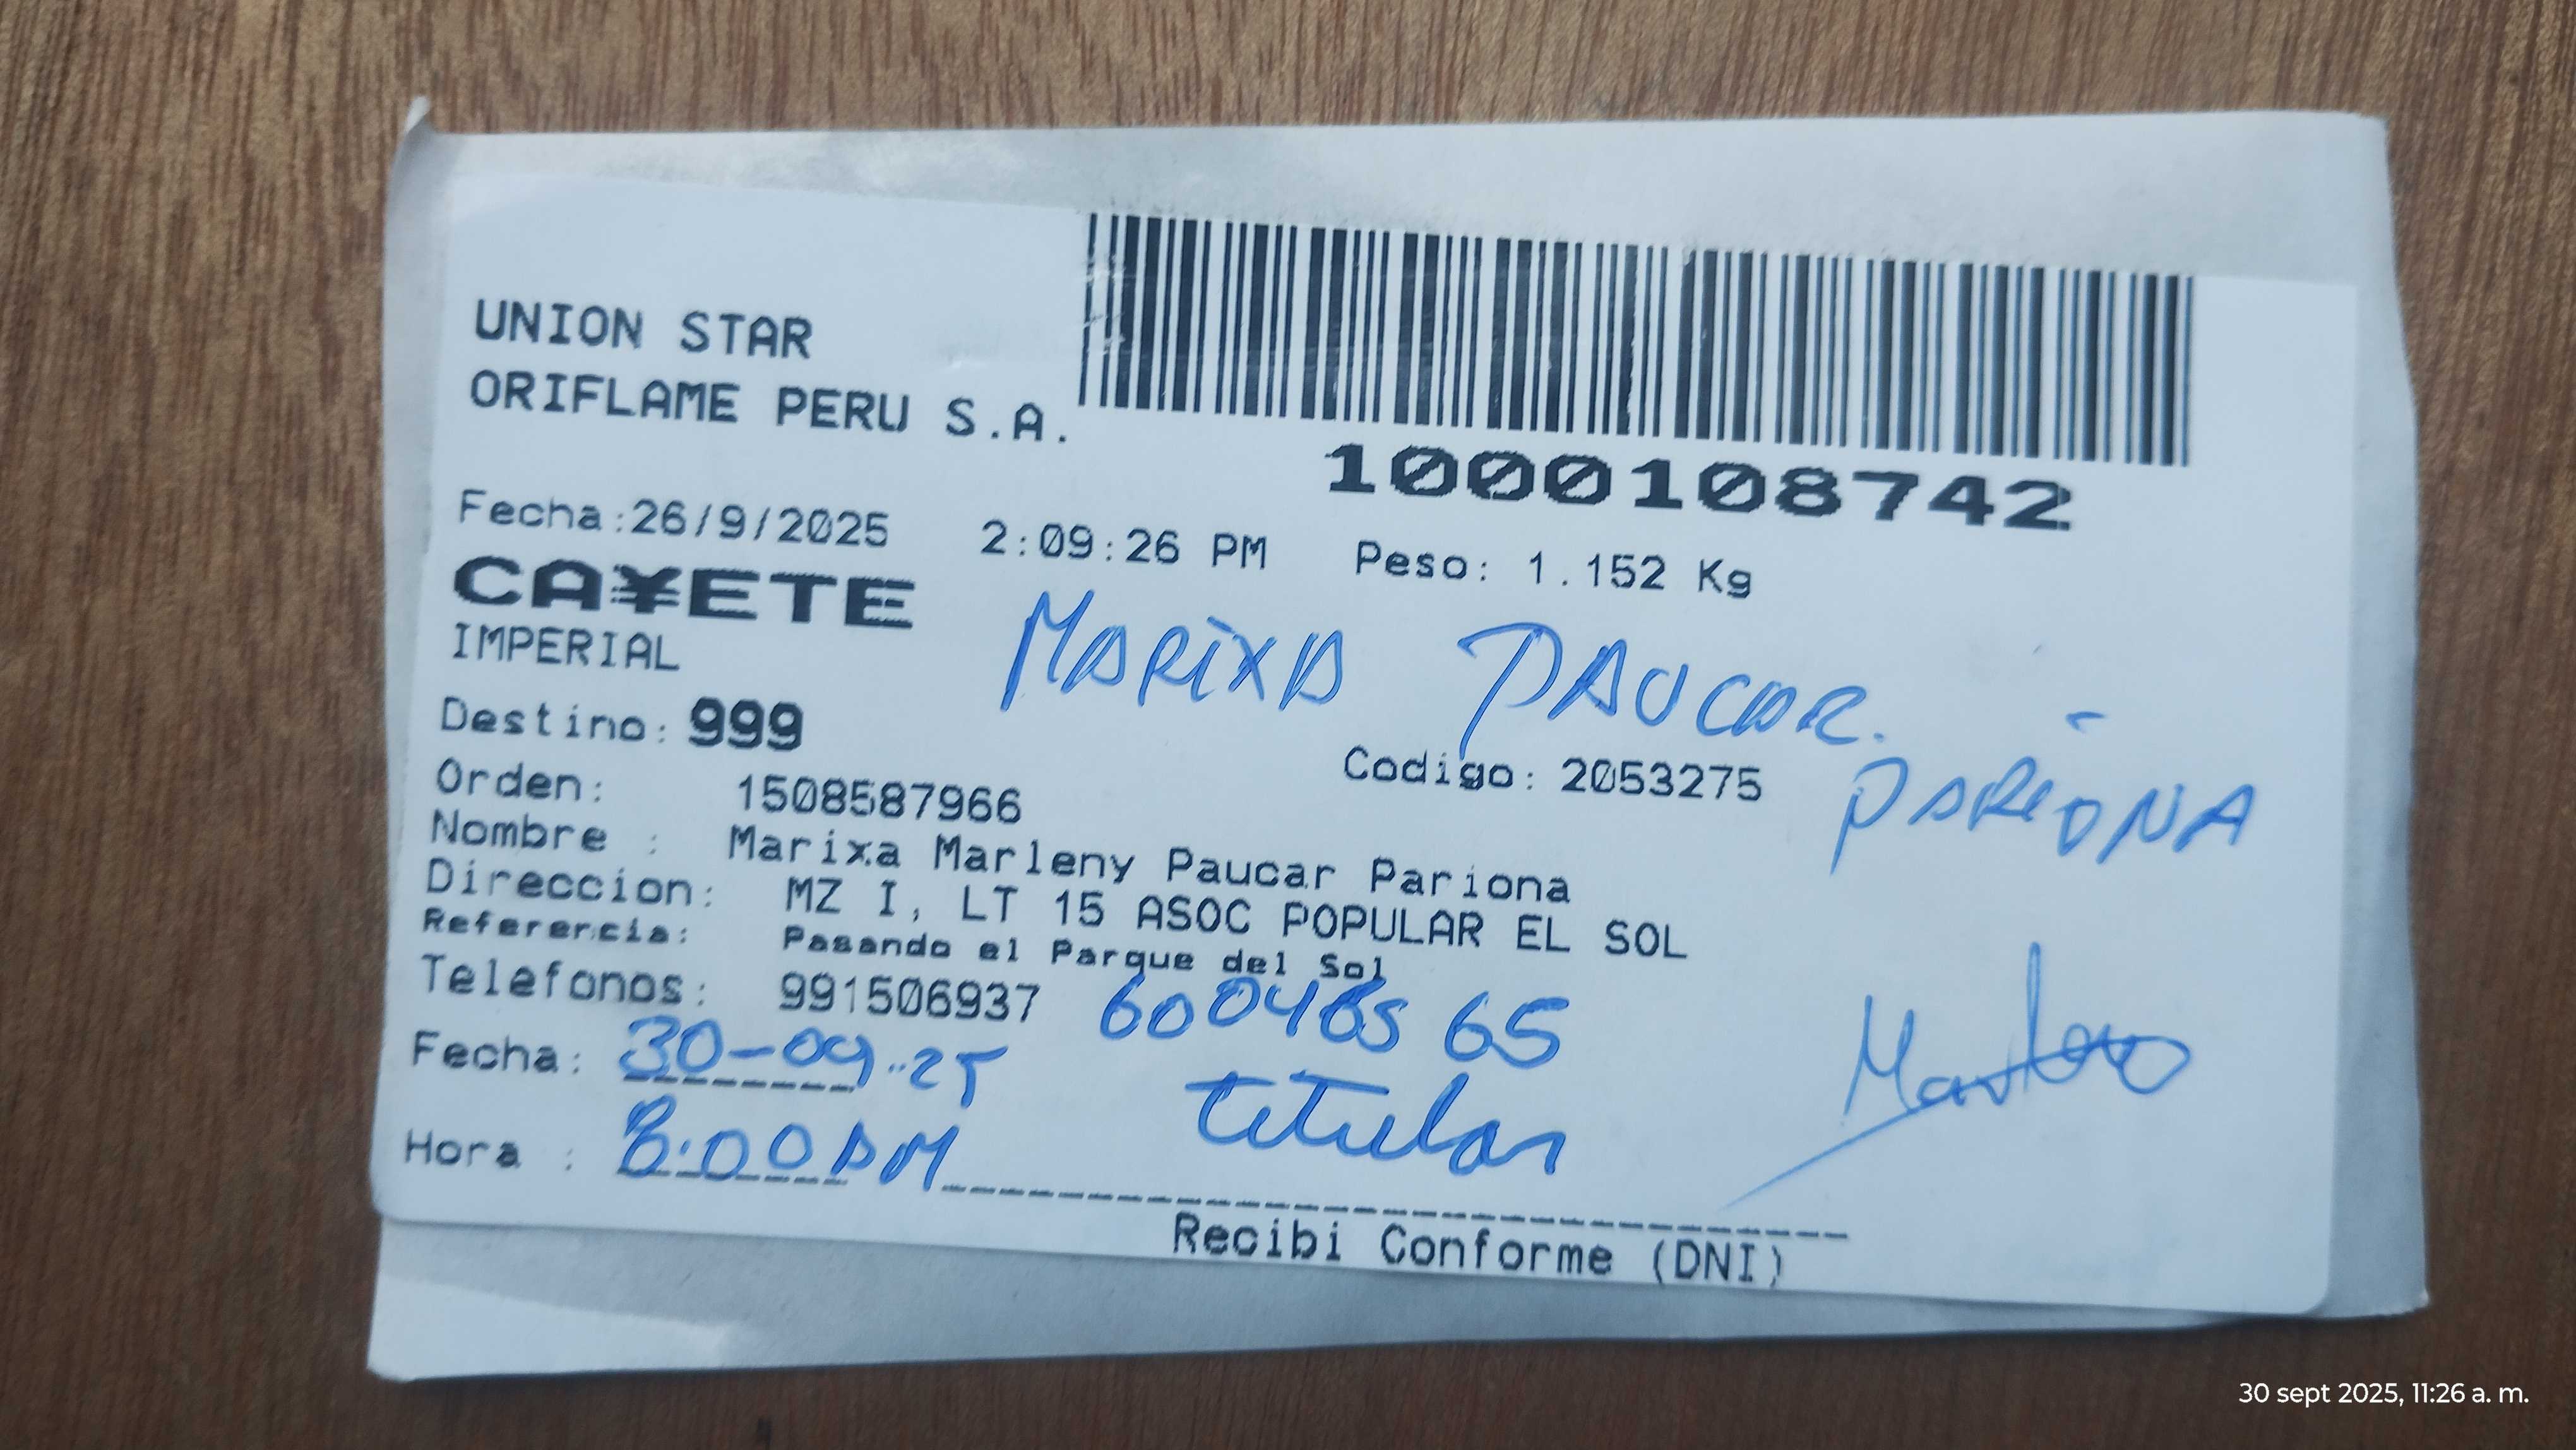 UNION STAR
ORIFLAME PERU S.A.
1000108742
Fecha:26/9/2025 2:09:26 PM Peso: 1.152 Kg
CA¥ETE
IMPERIAL
MARIXA PAUCAR.
PARIONA
Destino: 999
Orden: 1508587966 Codigo: 2053275
Nombre : Marixa Marleny Paucar Pariona
Direccion: MZ I, LT 15 ASOC POPULAR EL SOL
Referencia: Pasando el Parque del Sol
Telefonos: 991506937
Fecha: 30-09-25
Hora : 8:00 AM titular
Recibi Conforme (DNI)
30 sept 2025, 11:26 a. m.